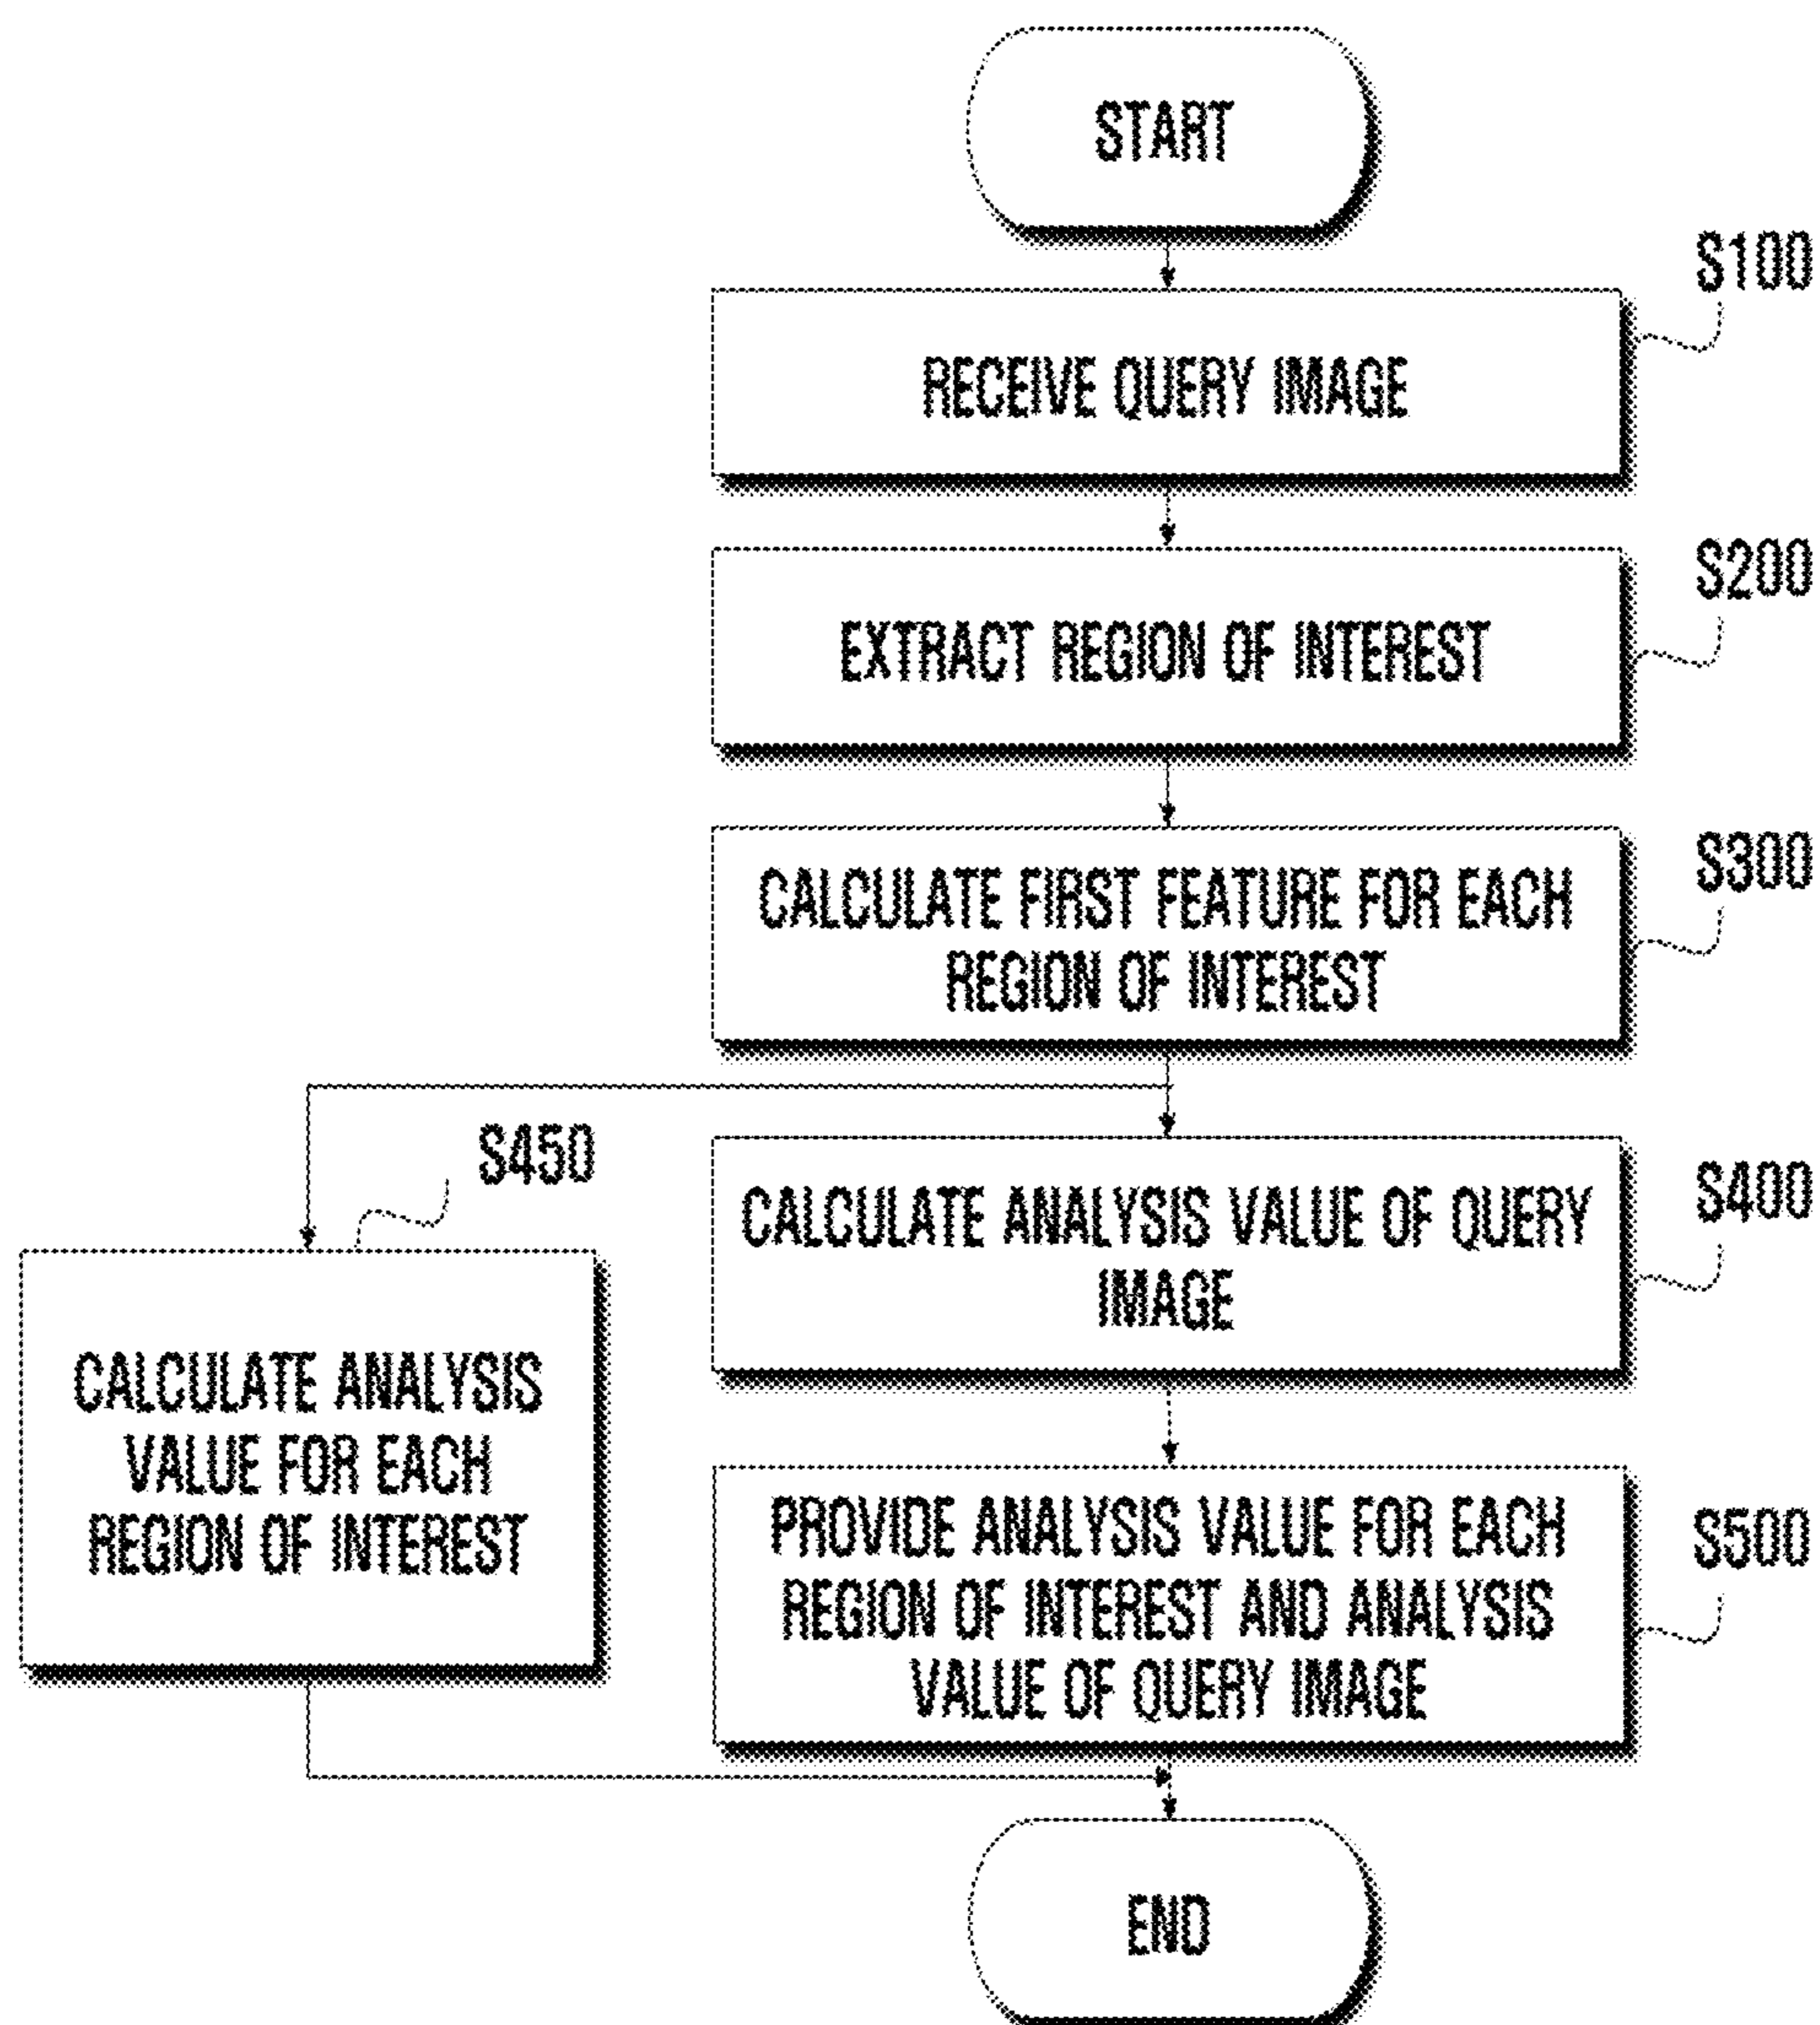 START
S100
RECEIVE QUERY IMAGE
S200
EXTRACT REGION OF INTEREST
S300
CALCULATE FIRST FEATURE FOR EACH
REGION OF INTEREST
S450
S400
CALCULATE ANALYSIS VALUE OF QUERY
IMAGE
CALCULATE ANALYSIS
VALUE FOR EACH
REGION OF INTEREST
S500
PROVIDE ANALYSIS VALUE FOR EACH
REGION OF INTEREST AND ANALYSIS
VALUE OF QUERY IMAGE
END